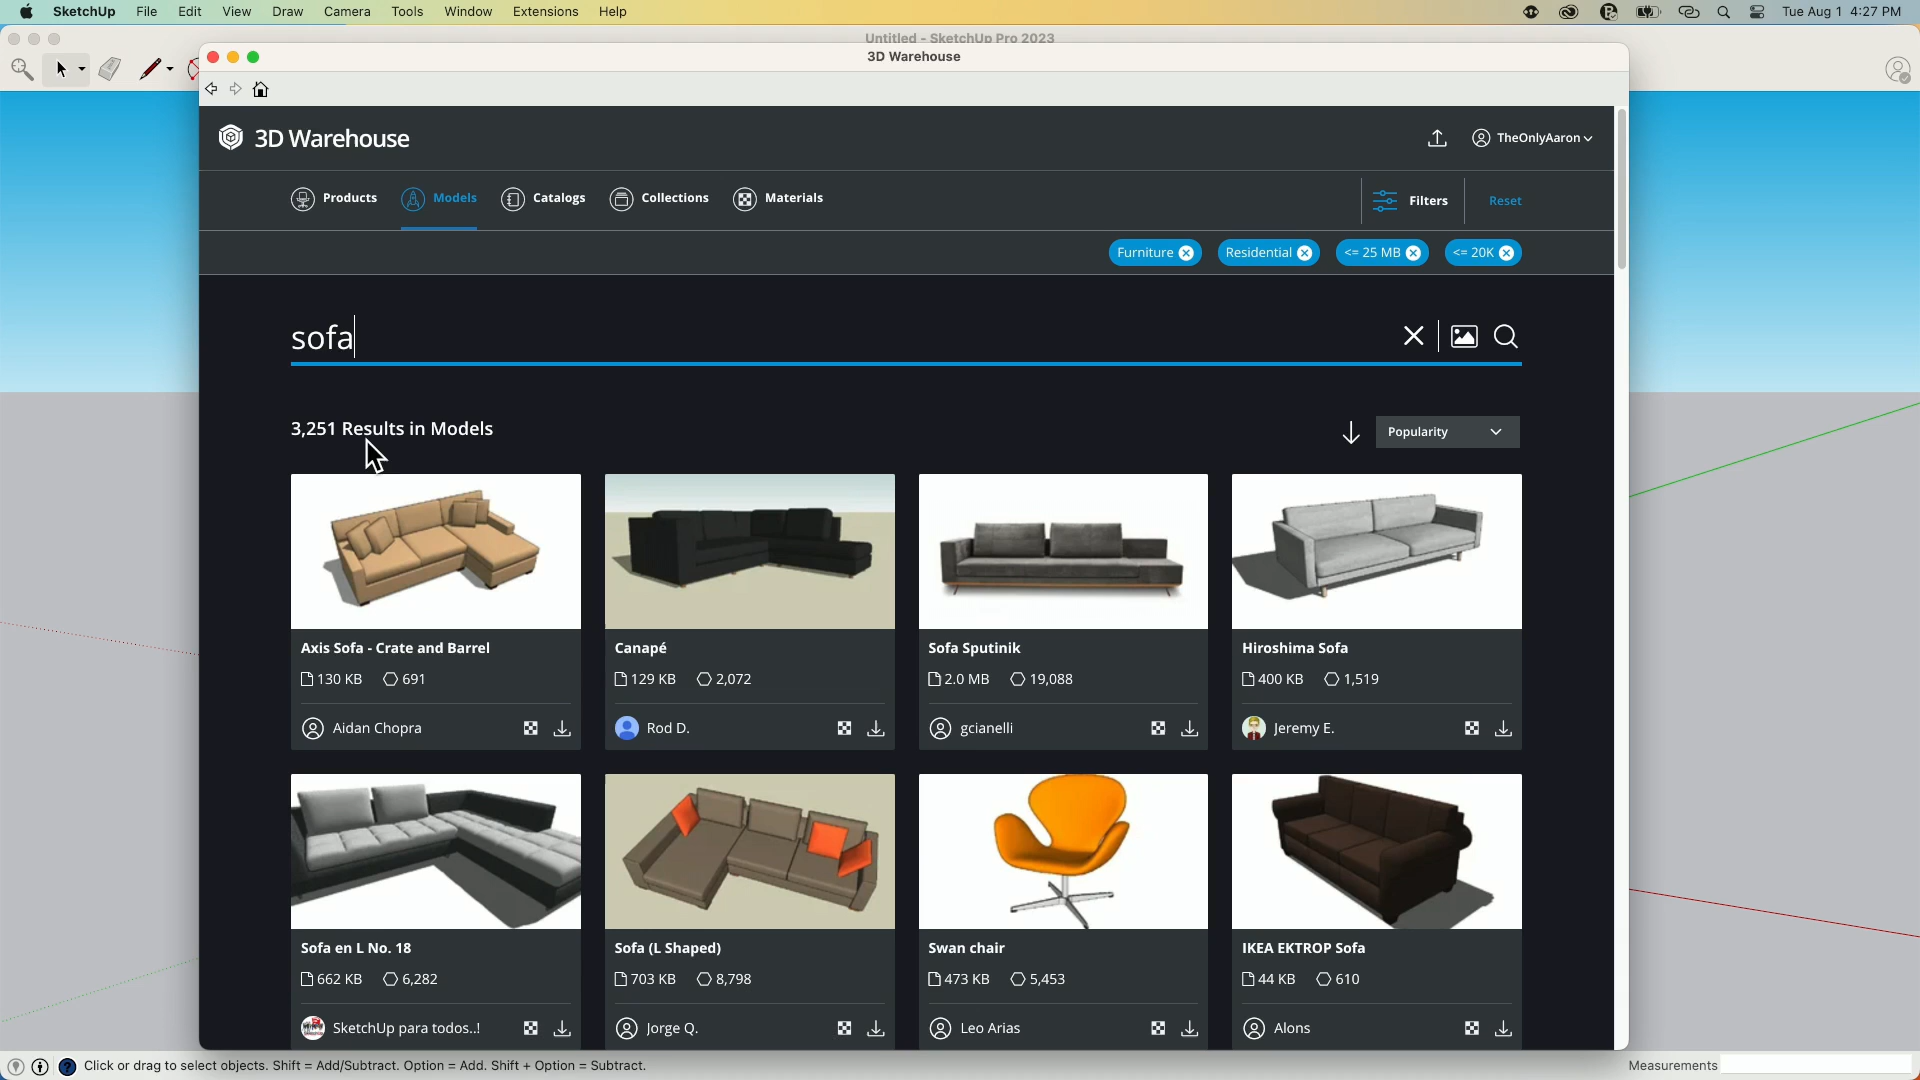 SketchUp File Edit View Draw Camera Tools Window Extensions Help Tue Aug 1 4:27 PM
Untitled - SketchUp Pro 2023
3D Warehouse
3D Warehouse
TheOnlyAaron
Products Models Catalogs Collections Materials Filters Reset
Furniture Residential <= 25 MB <= 20K
sofa
3,251 Results in Models
Popularity
Axis Sofa - Crate and Barrel
130 KB 691
Aidan Chopra
Canapé
129 KB 2,072
Rod D.
Sofa Sputinik
2.0 MB 19,088
gcianelli
Hiroshima Sofa
400 KB 1,519
Jeremy E.
Sofa en L No. 18
662 KB 6,282
SketchUp para todos..!
Sofa (L Shaped)
703 KB 8,798
Jorge Q.
Swan chair
473 KB 5,453
Leo Arias
IKEA EKTROP Sofa
44 KB 610
Alons
Click or drag to select objects. Shift = Add/Subtract. Option = Add. Shift + Option = Subtract.
Measurements